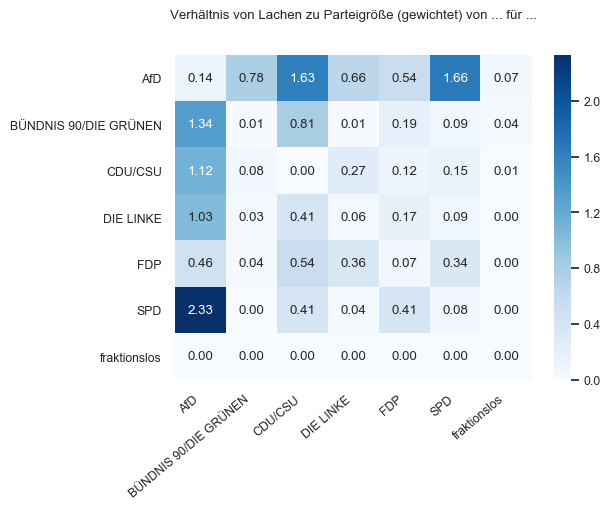 Verhältnis von Lachen zu Parteigröße (gewichtet) von ... für ...
AfD 0.14 0.78 1.63 0.66 0.54 1.66 0.07
BÜNDNIS 90/DIE GRÜNEN 1.34 0.01 0.81 0.01 0.19 0.09 0.04
CDU/CSU 1.12 0.08 0.00 0.27 0.12 0.15 0.01
DIE LINKE 1.03 0.03 0.41 0.06 0.17 0.09 0.00
FDP 0.46 0.04 0.54 0.36 0.07 0.34 0.00
SPD 2.33 0.00 0.41 0.04 0.41 0.08 0.00
fraktionslos 0.00 0.00 0.00 0.00 0.00 0.00 0.00
AfD
BÜNDNIS 90/DIE GRÜNEN
CDU/CSU
DIE LINKE
FDP
SPD
fraktionslos
2.0
1.6
1.2
0.8
0.4
0.0